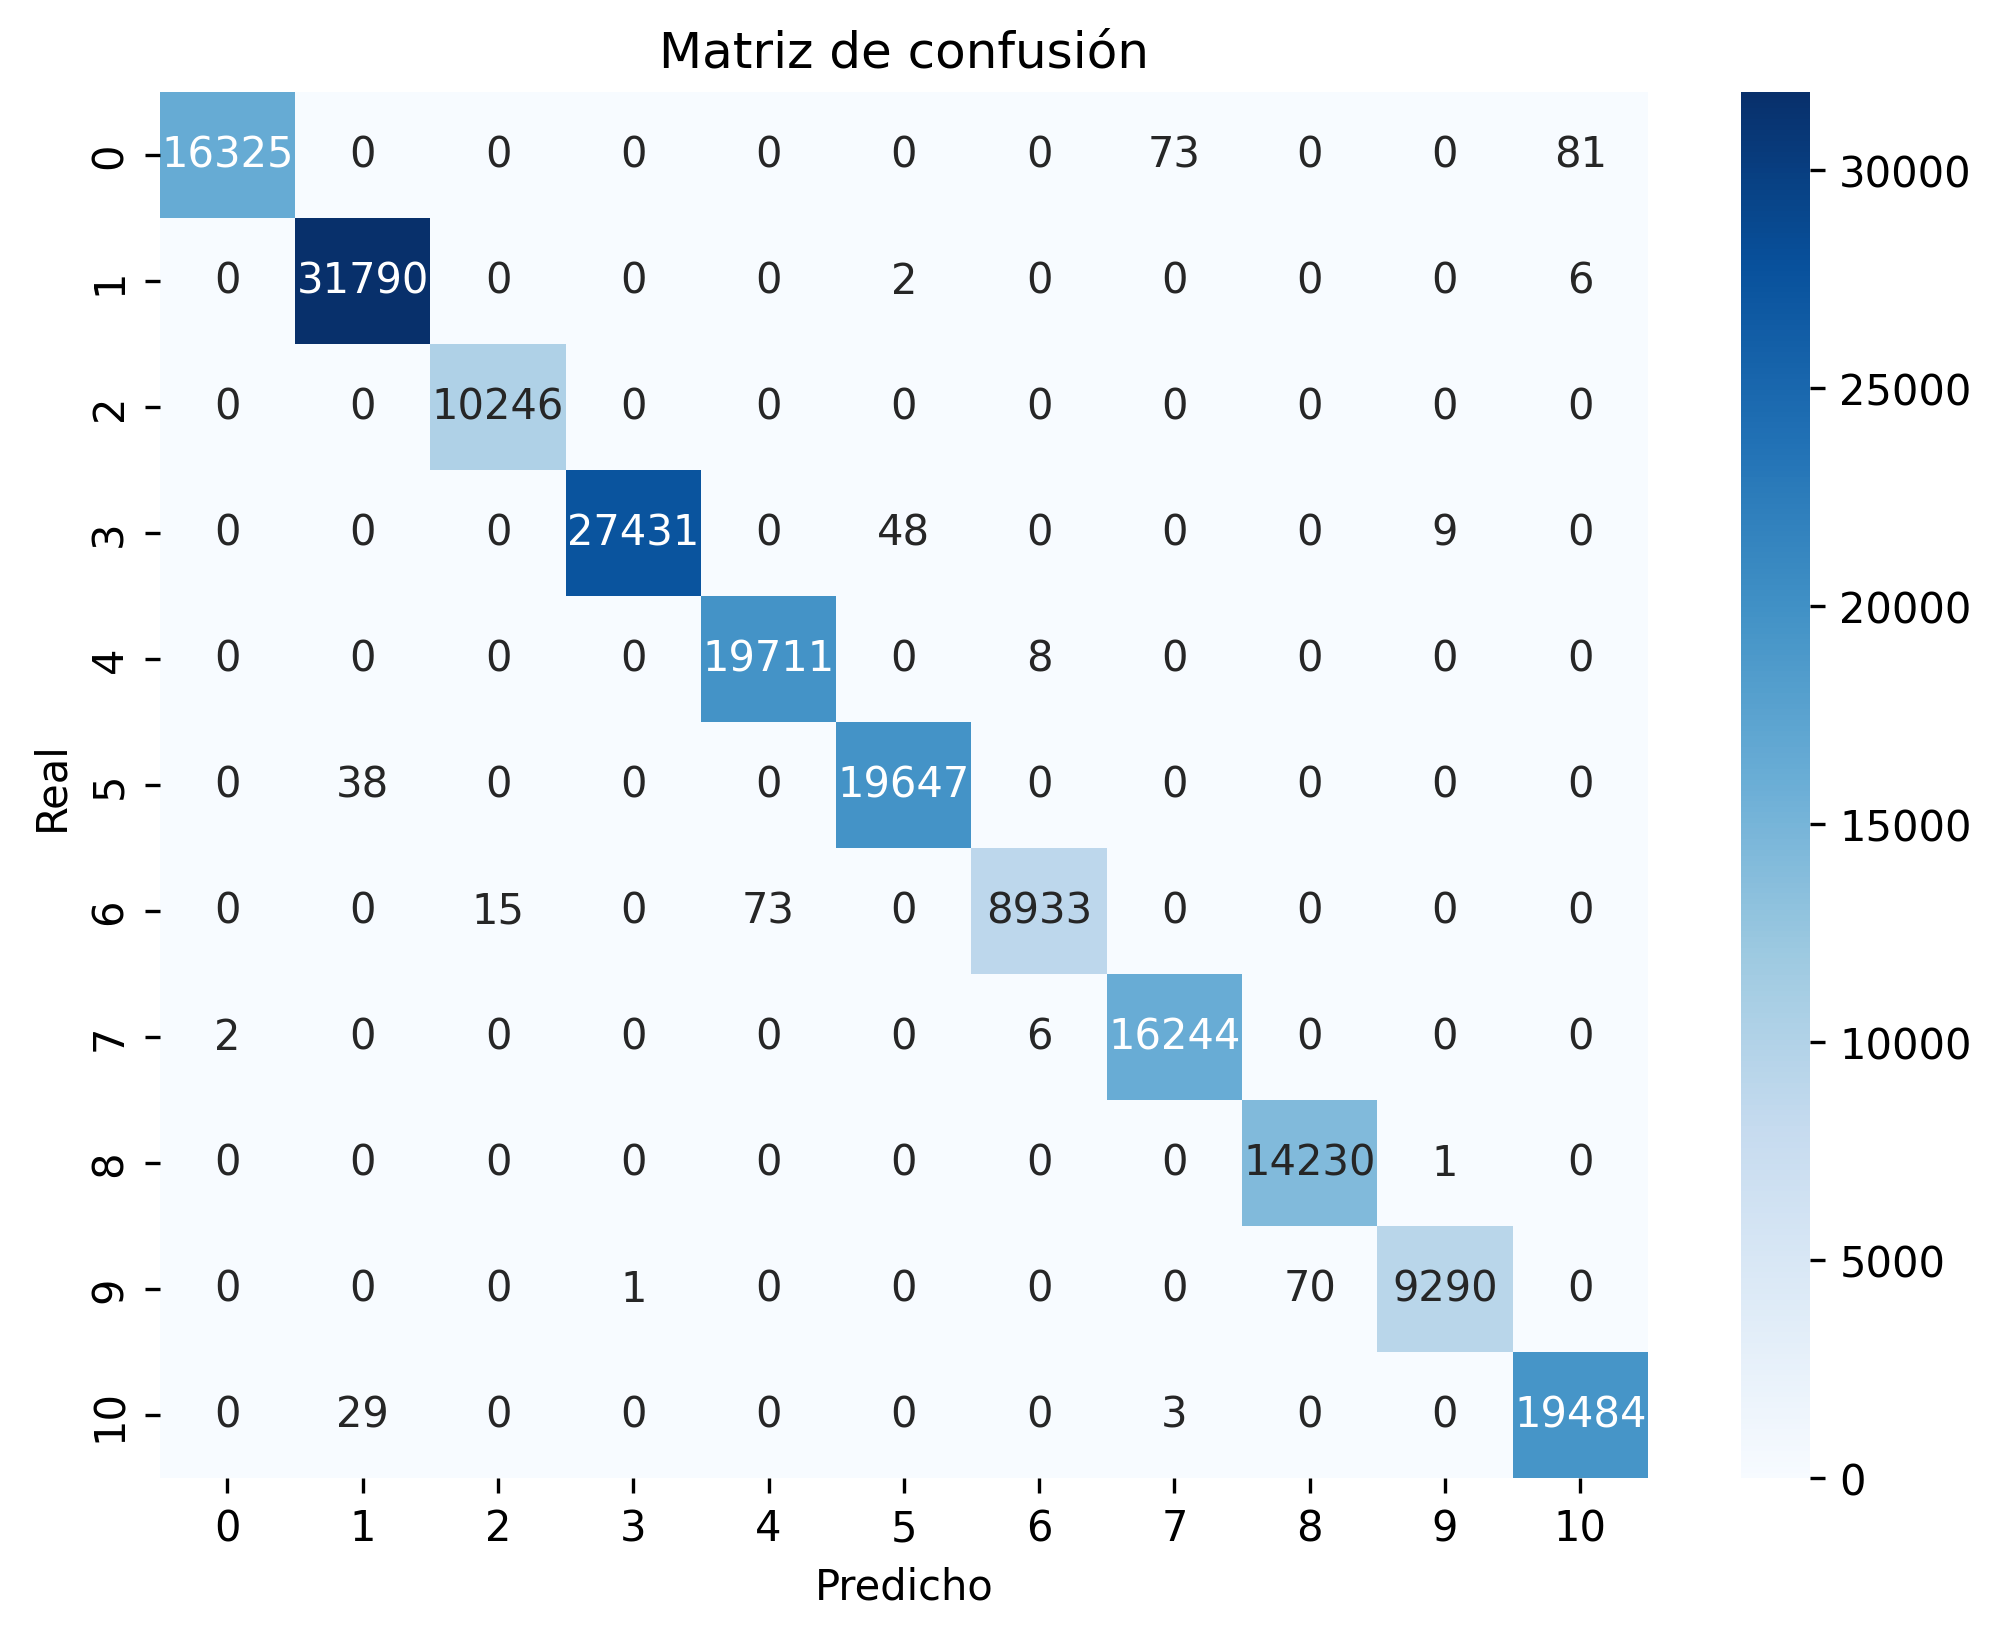 Matriz de confusión
0 16325 0 0 0 0 0 0 73 0 0 81
1 0 31790 0 0 0 2 0 0 0 0 6
2 0 0 10246 0 0 0 0 0 0 0 0
3 0 0 0 27431 0 48 0 0 0 9 0
4 0 0 0 0 19711 0 8 0 0 0 0
5 0 38 0 0 0 19647 0 0 0 0 0
6 0 0 15 0 73 0 8933 0 0 0 0
7 2 0 0 0 0 0 6 16244 0 0 0
8 0 0 0 0 0 0 0 0 14230 1 0
9 0 0 0 1 0 0 0 0 70 9290 0
10 0 29 0 0 0 0 0 3 0 0 19484
0 1 2 3 4 5 6 7 8 9 10
Predicho
Real
30000
25000
20000
15000
10000
5000
0